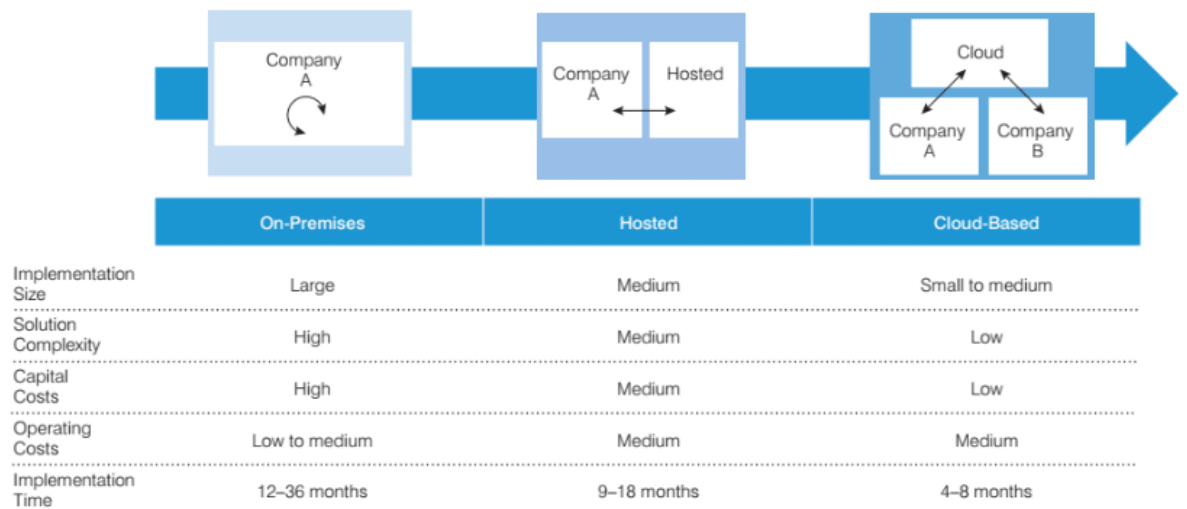 Company
A
Company
A
Hosted
Cloud
Company
A
Company
B
On-Premises Hosted Cloud-Based
Implementation
Size
Large Medium Small to medium
Solution
Complexity
High Medium Low
Capital
Costs
High Medium Low
Operating
Costs
Low to medium Medium Medium
Implementation
Time
12–36 months 9–18 months 4–8 months